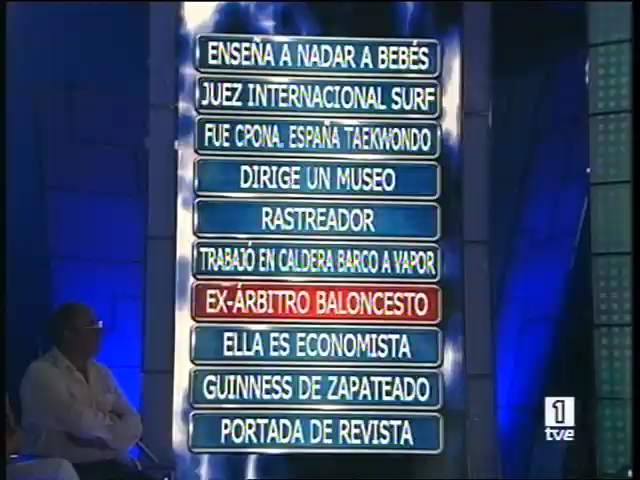 ENSEÑA A NADAR A BEBÉS
JUEZ INTERNACIONAL SURF
FUE CPONA. ESPAÑA TAEKWONDO
DIRIGE UN MUSEO
RASTREADOR
TRABAJÓ EN CALDERA BARCO A VAPOR
EX-ÁRBITRO BALONCESTO
ELLA ES ECONOMISTA
GUINNESS DE ZAPATEADO
PORTADA DE REVISTA
1
tve